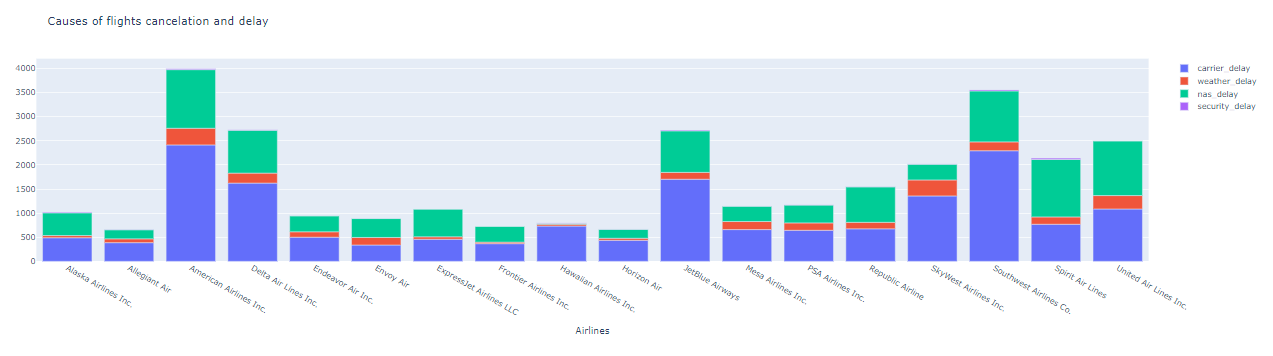 Causes of flights cancelation and delay
4000
3500
3000
2500
2000
1500
1000
500
0
carrier_delay
weather_delay
nas_delay
security_delay
Alaska Airlines Inc.
Allegiant Air
American Airlines Inc.
Delta Air Lines Inc.
Endeavor Air Inc.
Envoy Air
ExpressJet Airlines LLC
Frontier Airlines Inc.
Hawaiian Airlines Inc.
Horizon Air
JetBlue Airways
Mesa Airlines Inc.
PSA Airlines Inc.
Republic Airline
SkyWest Airlines Inc.
Southwest Airlines Co.
Spirit Air Lines
United Air Lines Inc.
Airlines